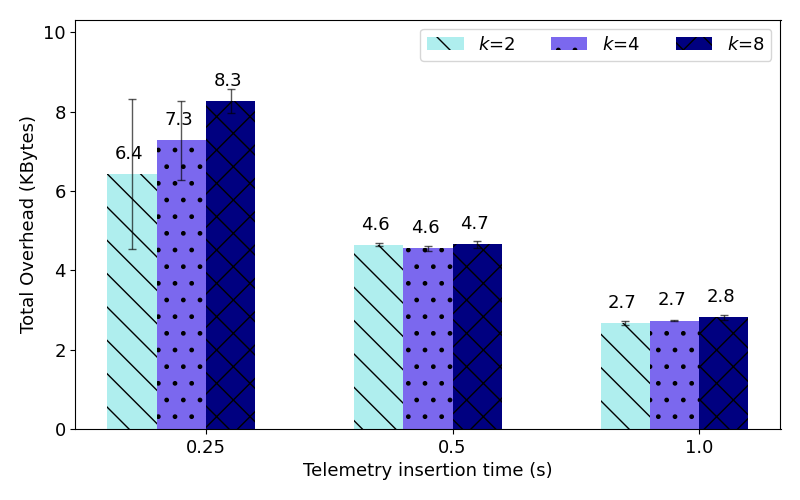 k=2 k=4 k=8
10
8
6
4
2
0
Total Overhead (KBytes)
6.4 7.3 8.3
4.6 4.6 4.7
2.7 2.7 2.8
0.25 0.5 1.0
Telemetry insertion time (s)